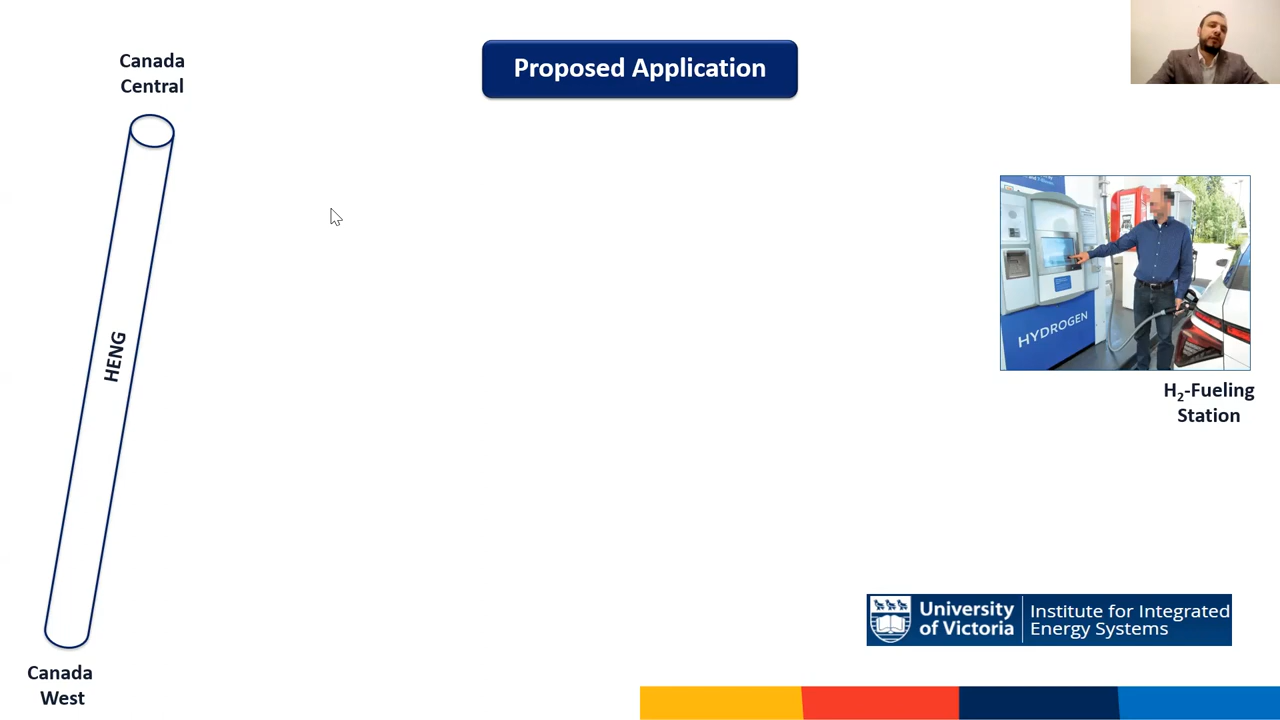 Canada
Central
Proposed Application
HENG
HYDROGEN
H₂-Fueling
Station
University
of Victoria
Institute for Integrated
Energy Systems
Canada
West